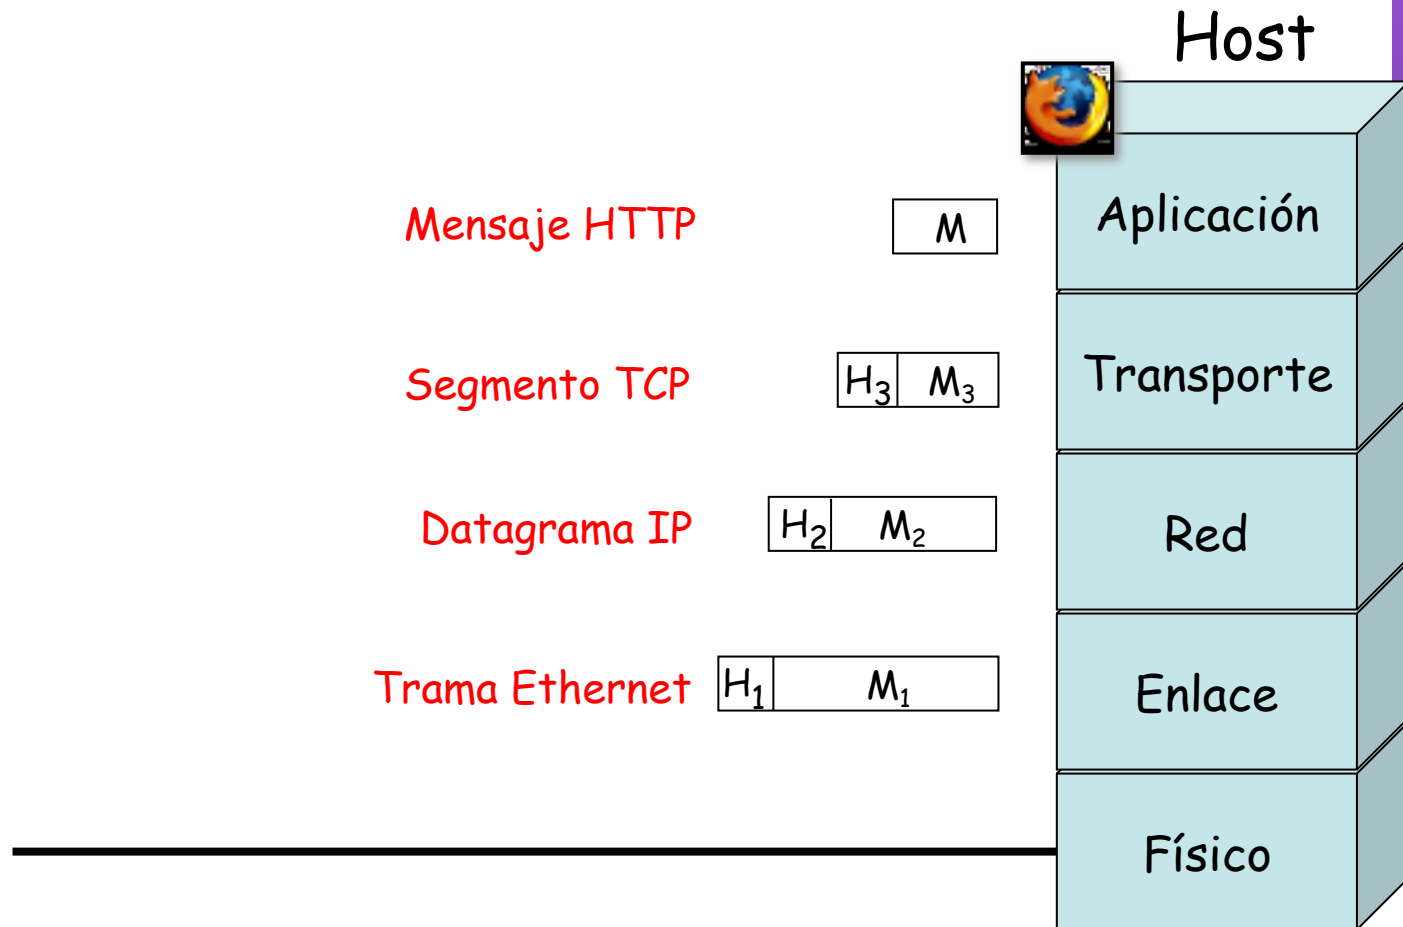 Host
Mensaje HTTP M Aplicación
Segmento TCP H3 M3 Transporte
Datagrama IP H2 M2 Red
Trama Ethernet H1 M1 Enlace
Físico